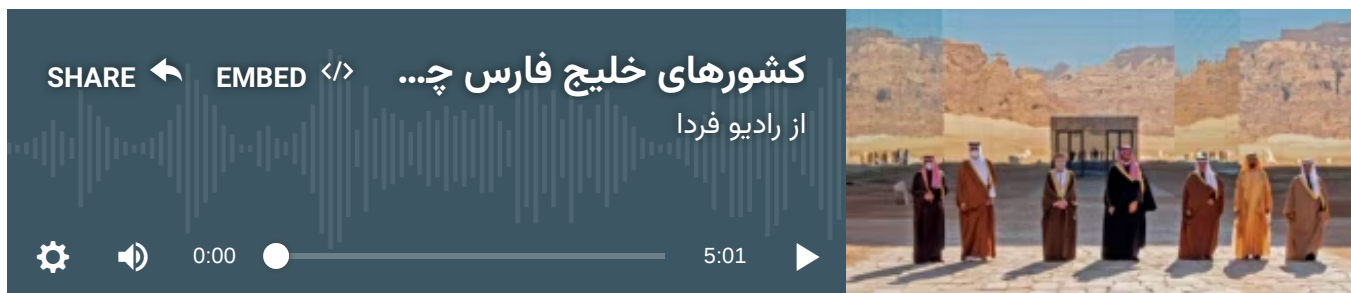 کشورهای خلیج فارس چ...
EMBED </>
SHARE
از رادیو فردا
0:00
5:01